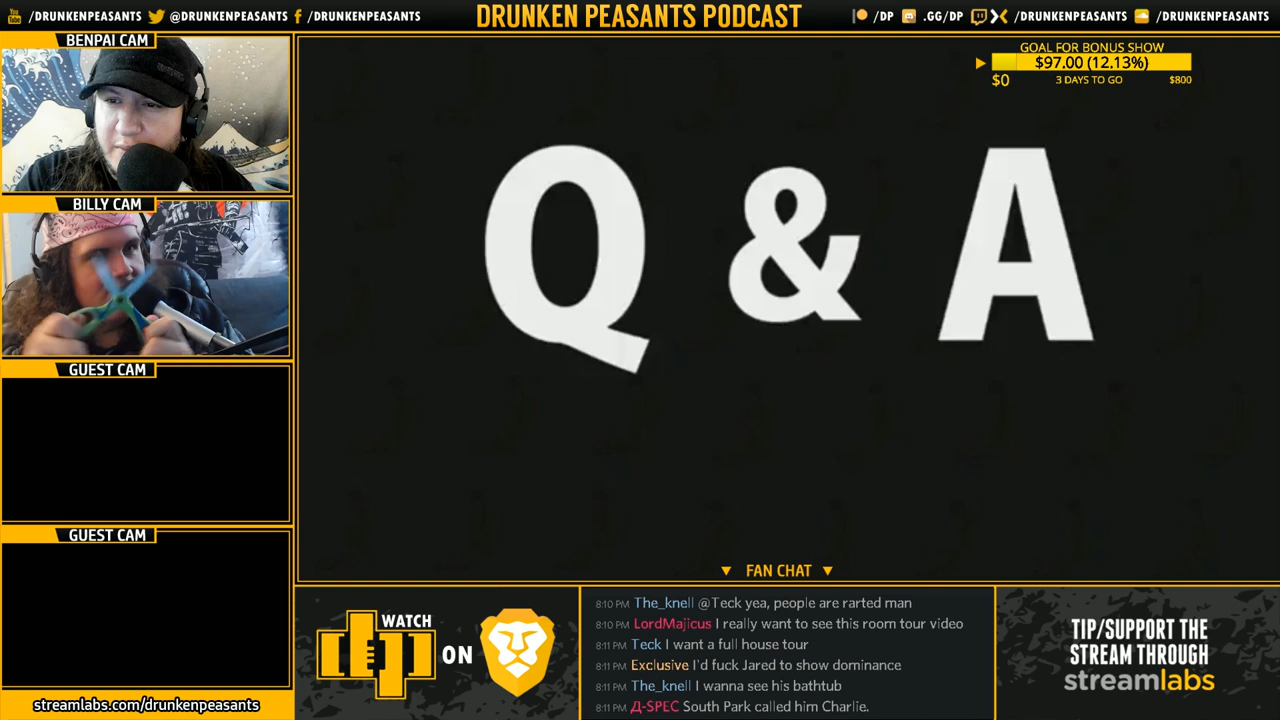 You Tube /DRUNKENPEASANTS @DRUNKENPEASANTS /DRUNKENPEASANTS
DRUNKEN PEASANTS PODCAST
/DP .GG/DP /DRUNKENPEASANTS /DRUNKENPEASANTS
BENPAI CAM
GOAL FOR BONUS SHOW
$97.00 (12.13%)
$0 3 DAYS TO GO $800
Q & A
BILLY CAM
GUEST CAM
GUEST CAM
FAN CHAT
WATCH
ON
8:10 PM The_knell @Teck yea, people are rarted man
8:10 PM LordMajicus I really want to see this room tour video
8:11 PM Teck I want a full house tour
8:11 PM Exclusive I'd fuck Jared to show dominance
8:11 PM The_knell I wanna see his bathtub
8:11 PM Д-SPEC South Park called him Charlie.
TIP/SUPPORT THE
STREAM THROUGH
streamlabs
streamlabs.com/drunkenpeasants